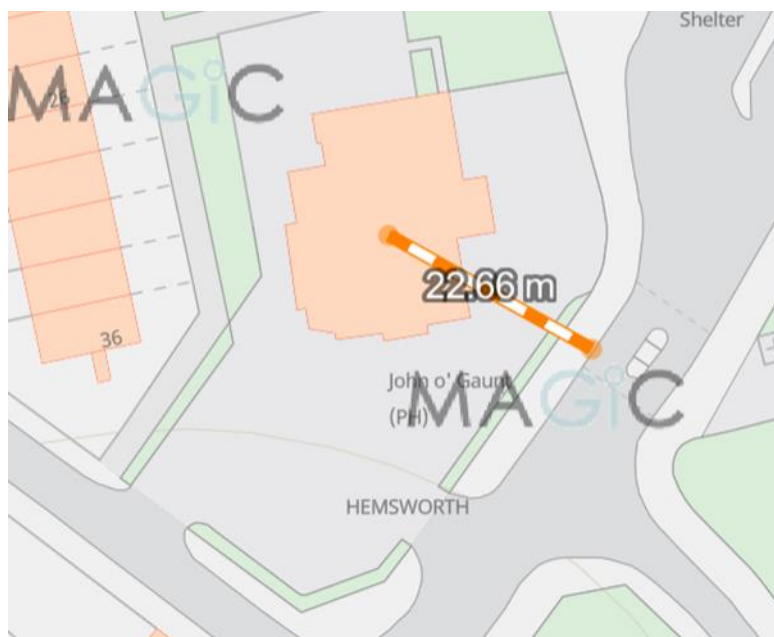 Shelter
MAGiC
26
22.66 m
36
John o' Gaunt
(PH)
MAGiC
HEMSWORTH